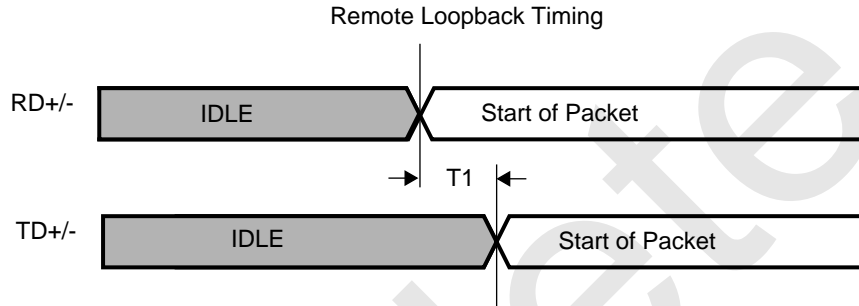 Remote Loopback Timing
RD+/-
IDLE
Start of Packet
T1
TD+/-
IDLE
Start of Packet